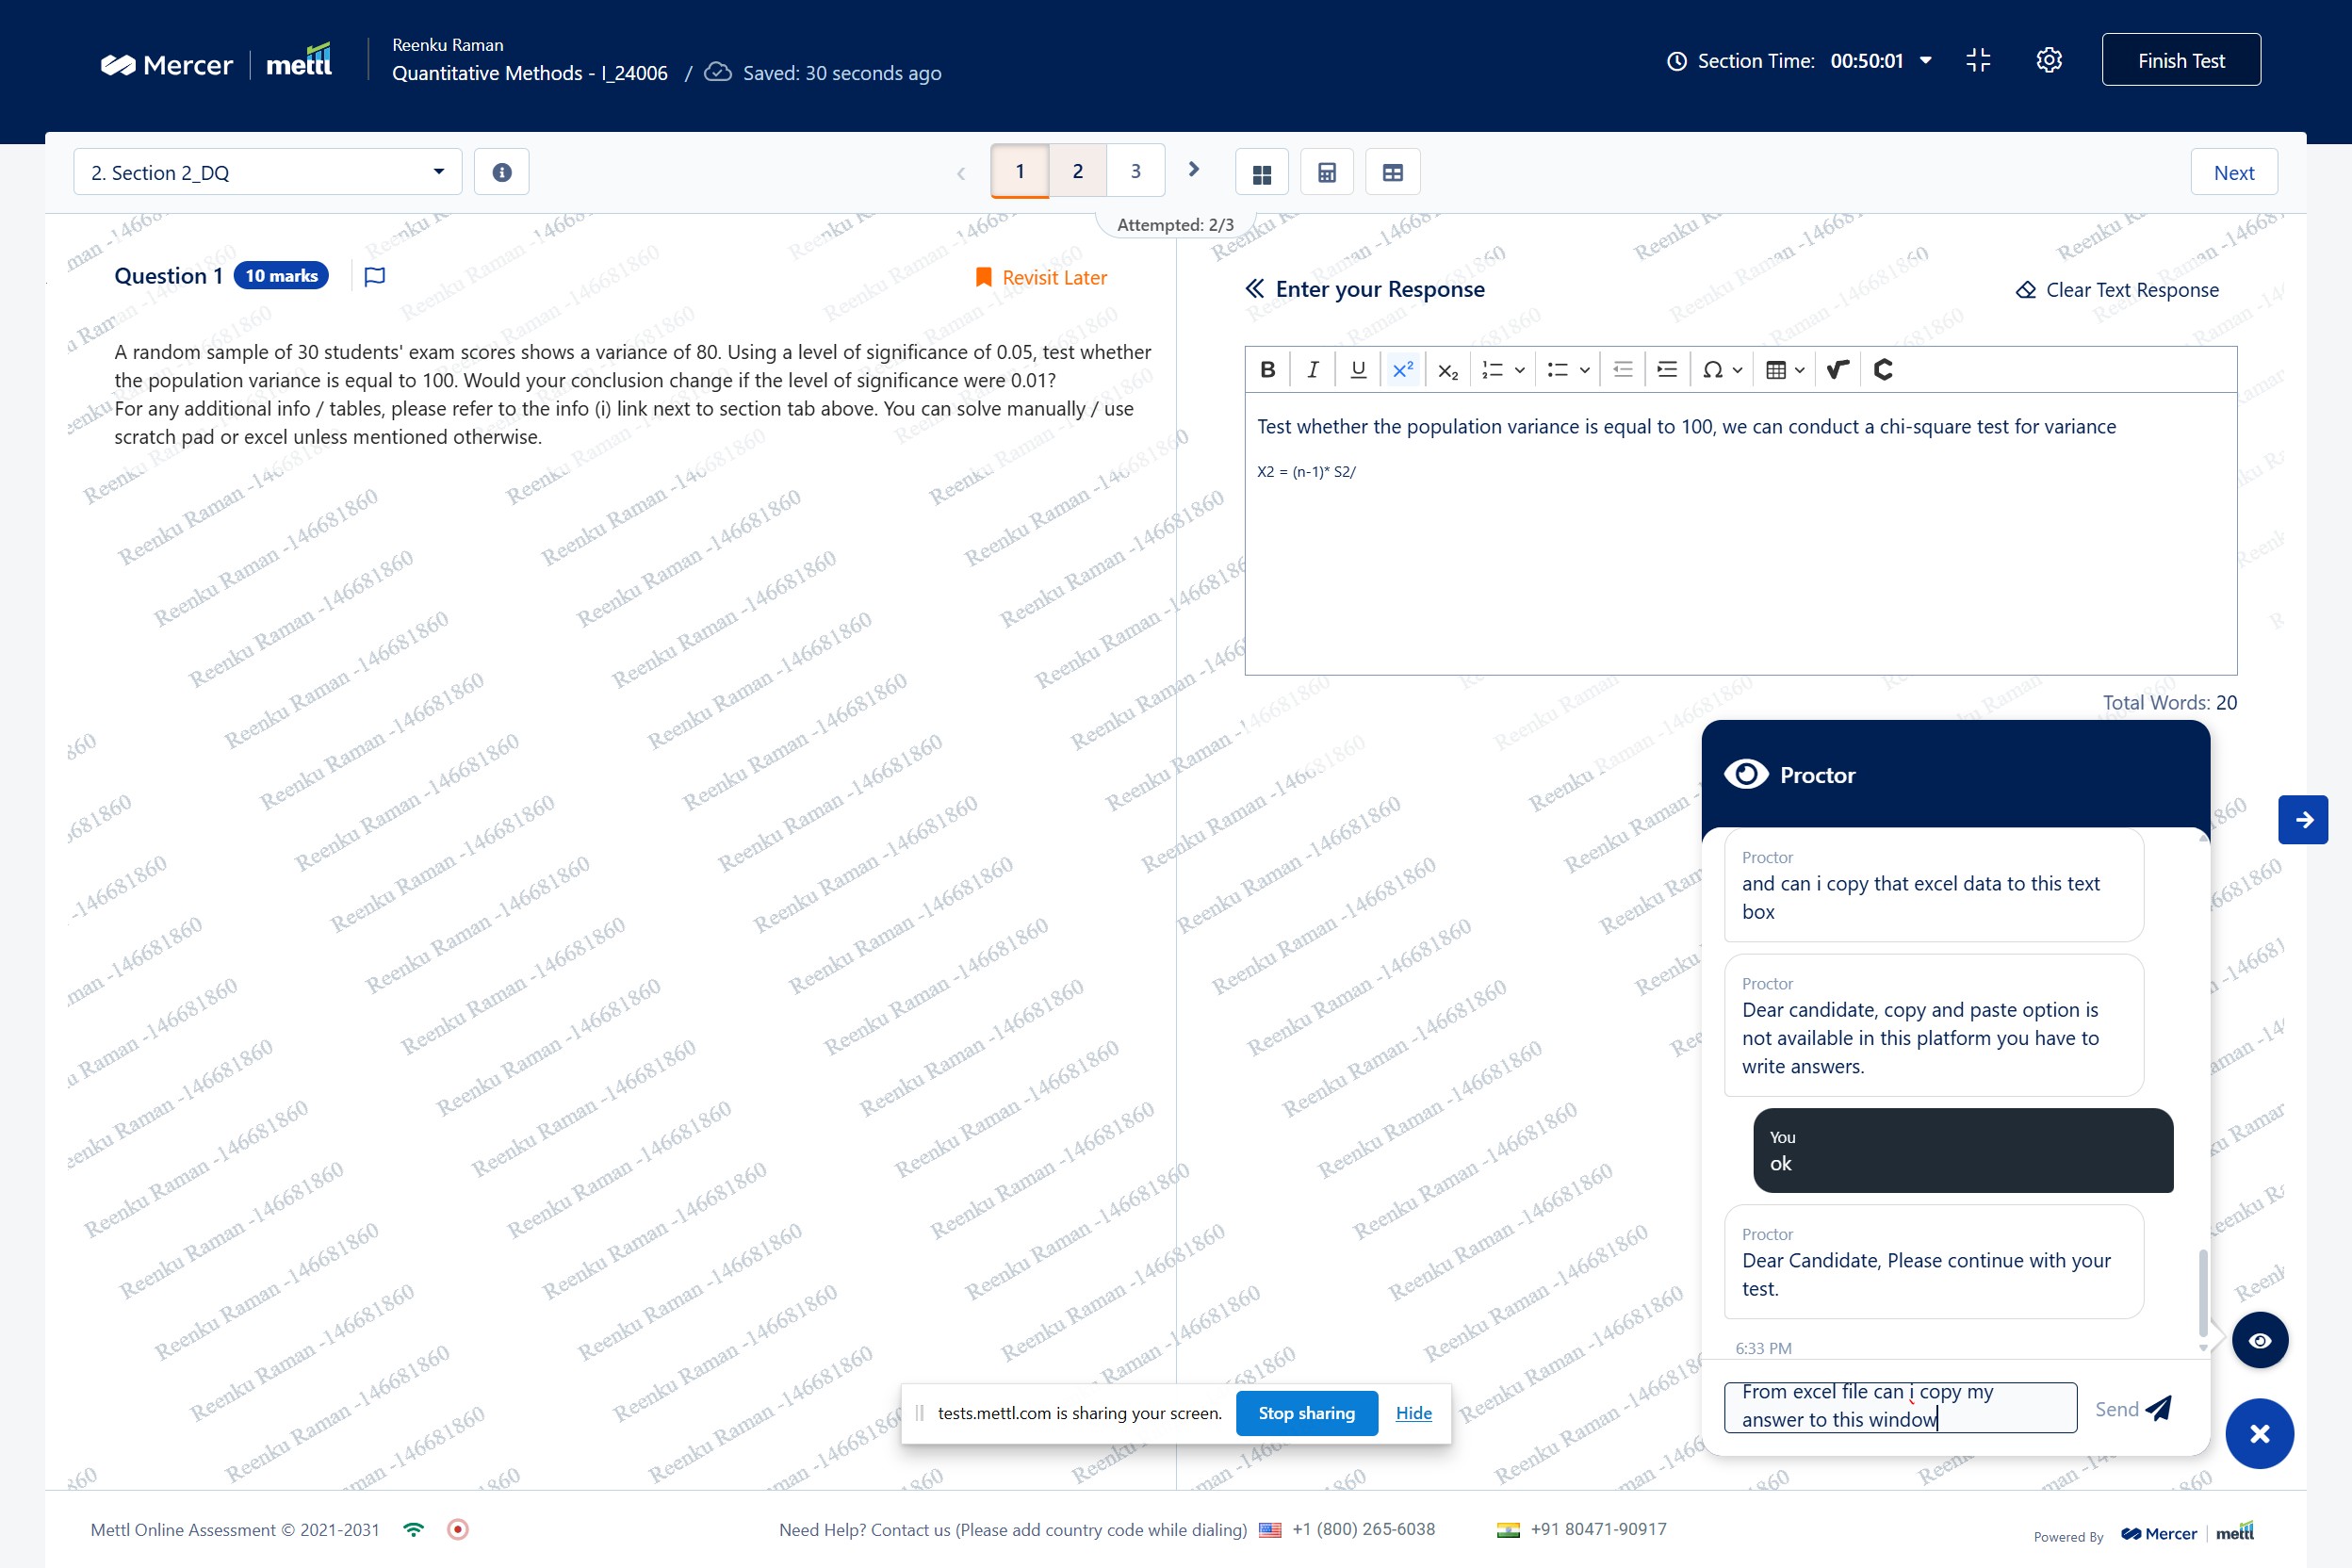 Mercer | mettl
Reenku Raman
Quantitative Methods - I_24006 / Saved: 30 seconds ago
Section Time: 00:50:01
Finish Test
2. Section 2_DQ
1 2 3
Next
Attempted: 2/3
Question 1 10 marks
Revisit Later
A random sample of 30 students' exam scores shows a variance of 80. Using a level of significance of 0.05, test whether
the population variance is equal to 100. Would your conclusion change if the level of significance were 0.01?
For any additional info / tables, please refer to the info (i) link next to section tab above. You can solve manually / use
scratch pad or excel unless mentioned otherwise.
Enter your Response
Clear Text Response
Test whether the population variance is equal to 100, we can conduct a chi-square test for variance
X2 = (n-1)* S2/
Total Words: 20
Reenku Raman -146681860
Proctor
Proctor
and can i copy that excel data to this text
box
Proctor
Dear candidate, copy and paste option is
not available in this platform you have to
write answers.
You
ok
Proctor
Dear Candidate, Please continue with your
test.
6:33 PM
From excel file can i copy my
answer to this window
Send
tests.mettl.com is sharing your screen.
Stop sharing
Hide
Mettl Online Assessment © 2021-2031
Need Help? Contact us (Please add country code while dialing) +1 (800) 265-6038 +91 80471-90917
Powered By Mercer | mettl